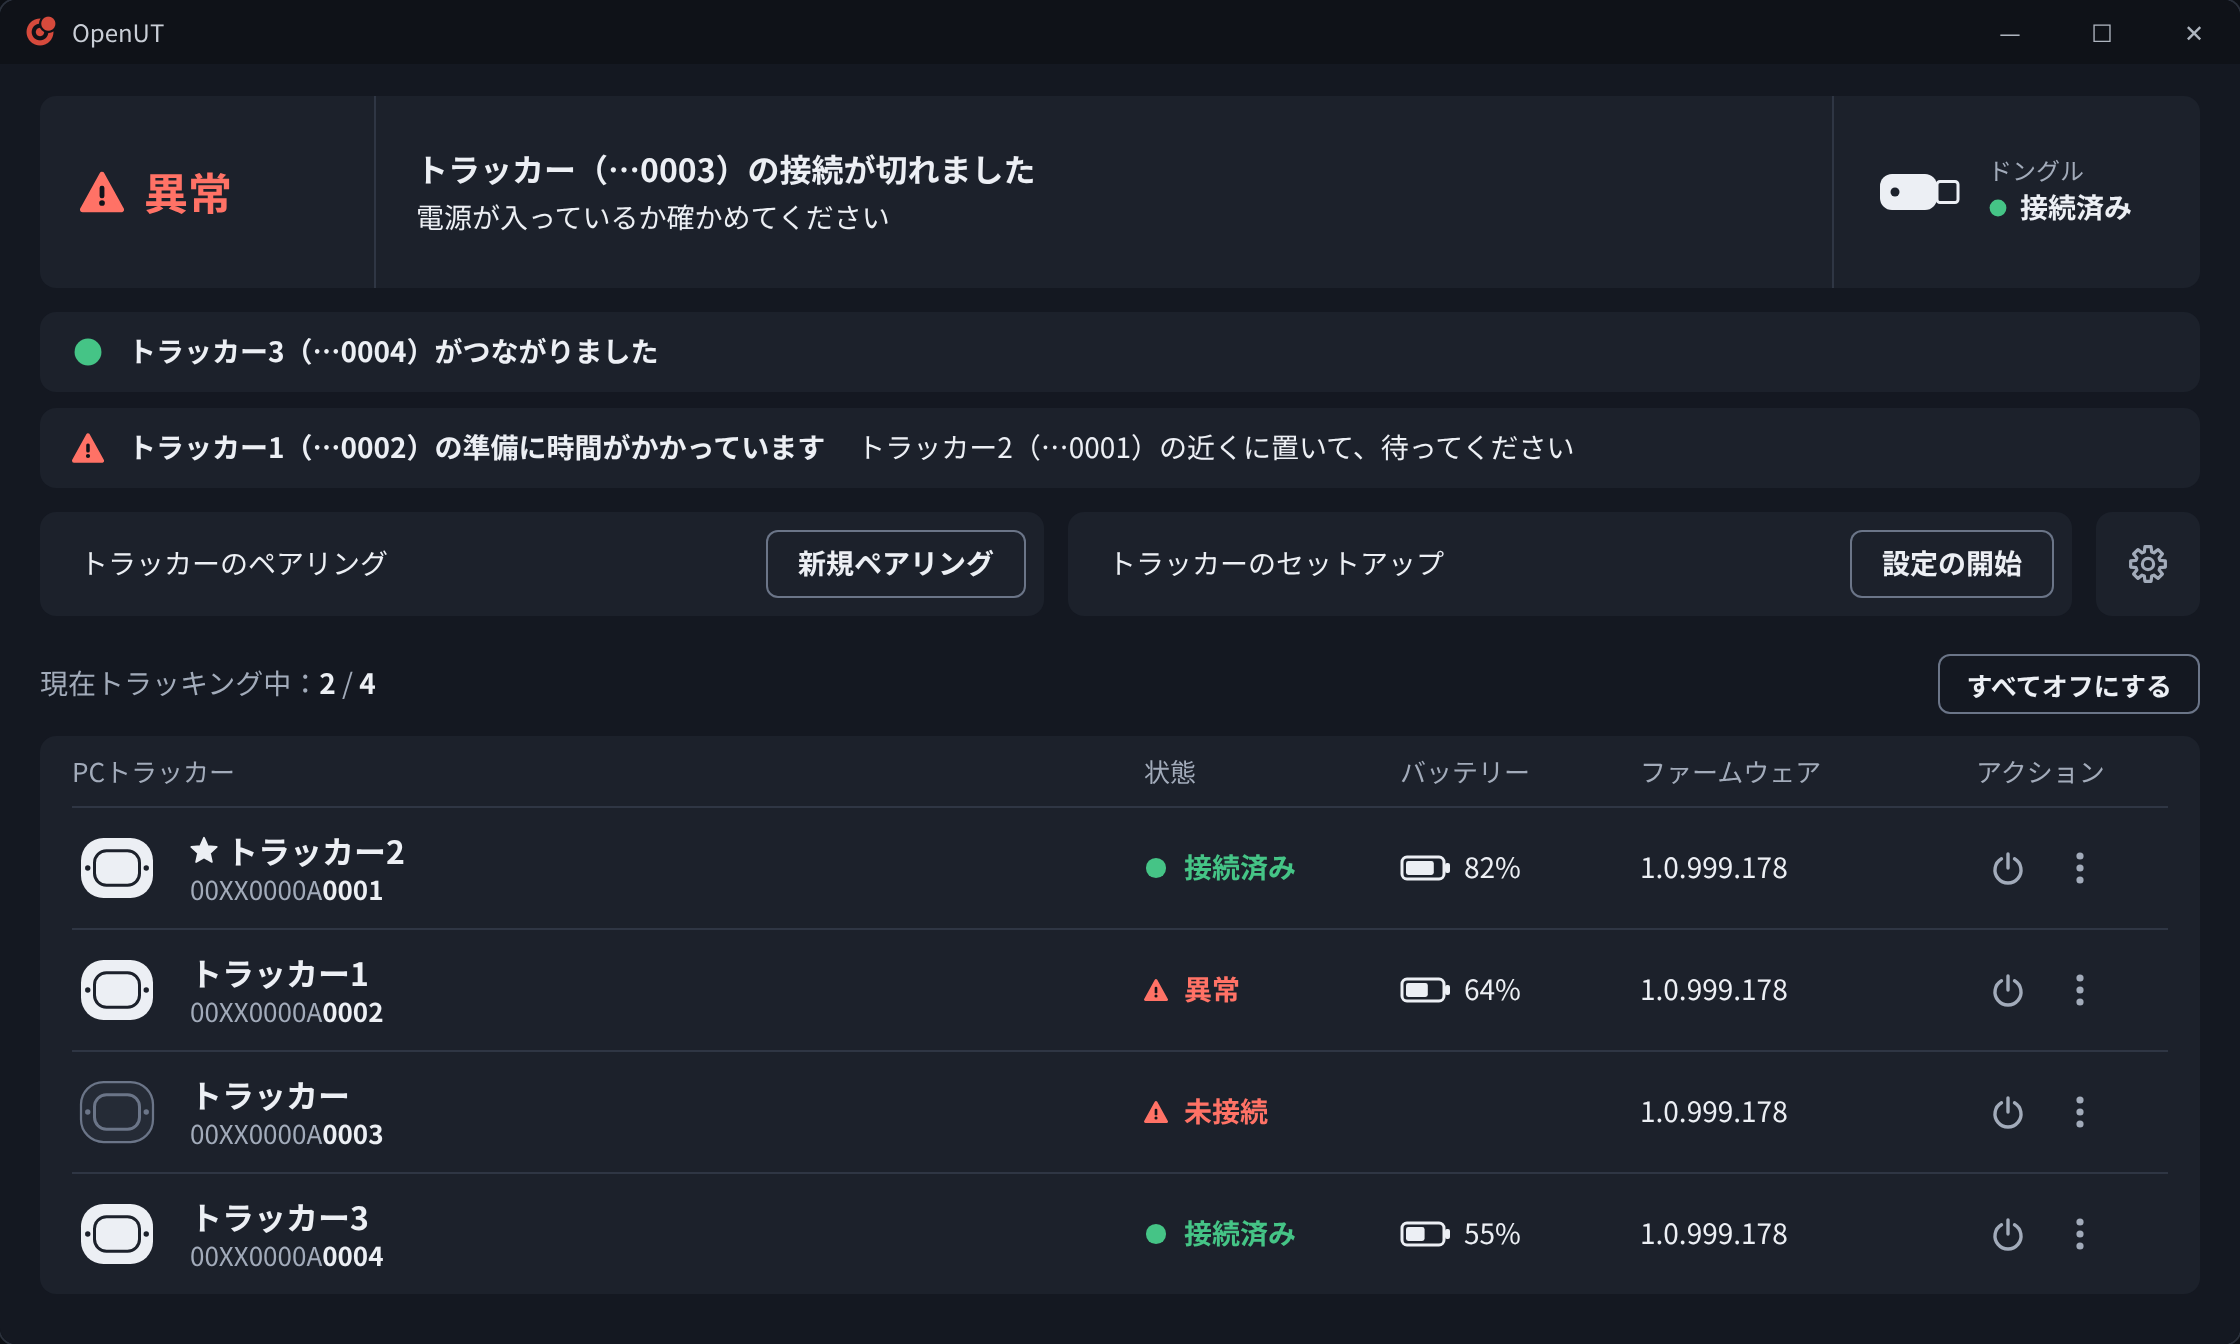 OpenUT
異常
トラッカー（…0003）の接続が切れました
電源が入っているか確かめてください
ドングル
接続済み
トラッカー3（…0004）がつながりました
トラッカー1（…0002）の準備に時間がかかっています　トラッカー2（…0001）の近くに置いて、待ってください
トラッカーのペアリング
新規ペアリング
トラッカーのセットアップ
設定の開始
現在トラッキング中：2 / 4
すべてオフにする
PCトラッカー 状態 バッテリー ファームウェア アクション
★ トラッカー2
00XX0000A0001
接続済み 82% 1.0.999.178
トラッカー1
00XX0000A0002
異常 64% 1.0.999.178
トラッカー
00XX0000A0003
未接続 1.0.999.178
トラッカー3
00XX0000A0004
接続済み 55% 1.0.999.178